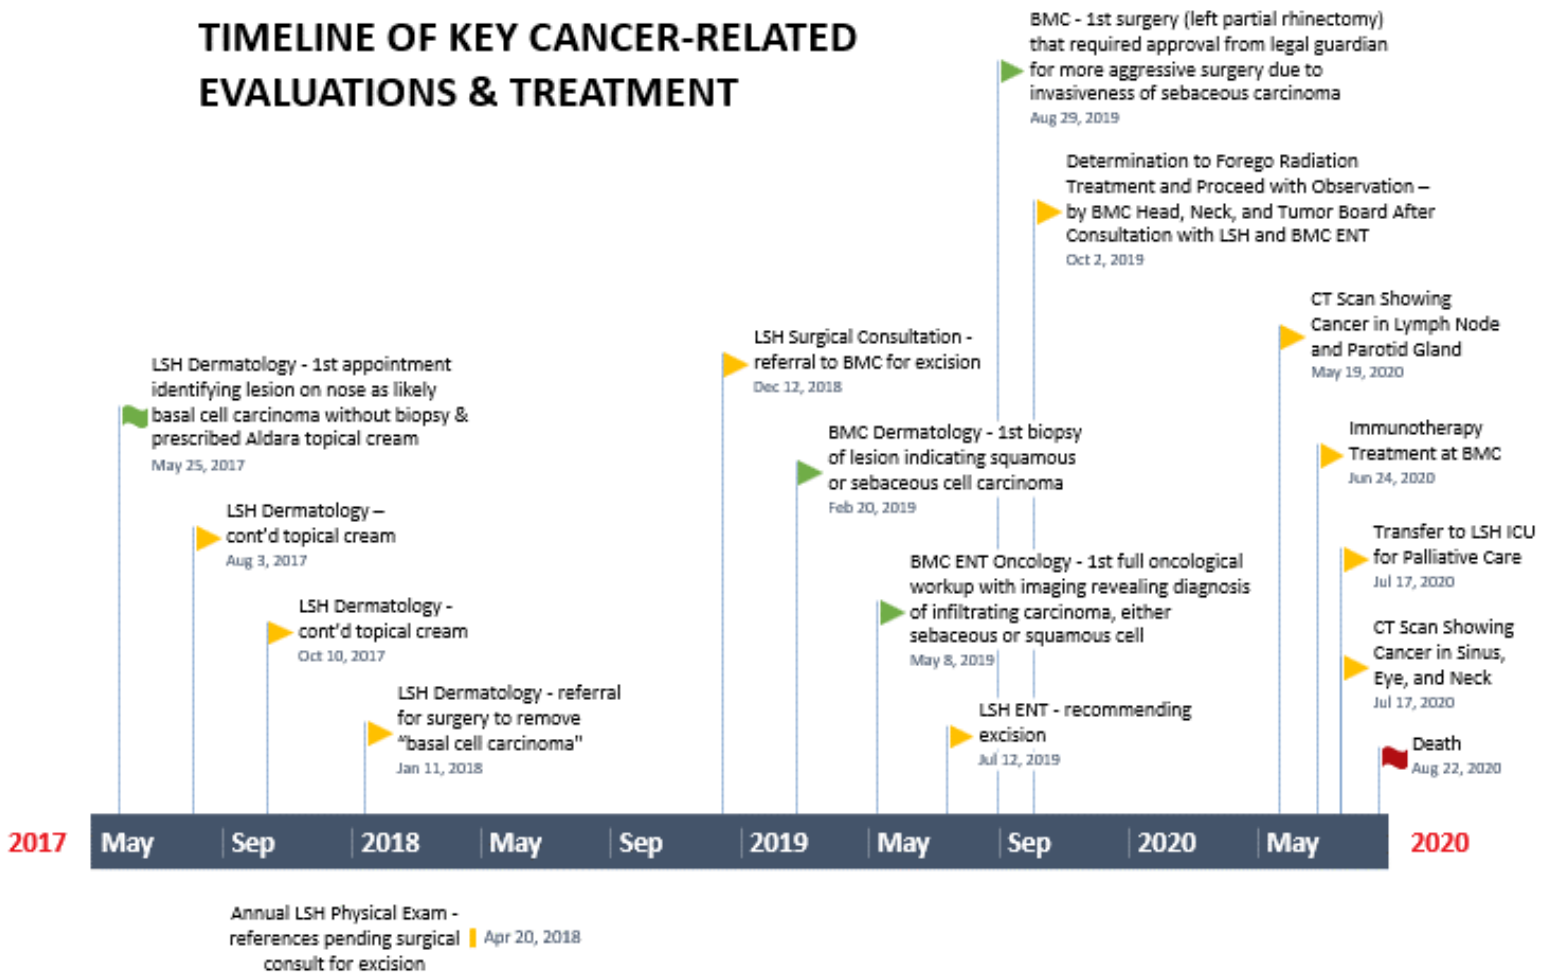 TIMELINE OF KEY CANCER-RELATED
EVALUATIONS & TREATMENT
LSH Dermatology - 1st appointment
identifying lesion on nose as likely
basal cell carcinoma without biopsy &
prescribed Aldara topical cream
May 25, 2017
LSH Dermatology –
cont'd topical cream
Aug 3, 2017
LSH Dermatology -
cont'd topical cream
Oct 10, 2017
LSH Dermatology - referral
for surgery to remove
"basal cell carcinoma"
Jan 11, 2018
LSH Surgical Consultation -
referral to BMC for excision
Dec 12, 2018
BMC Dermatology - 1st biopsy
of lesion indicating squamous
or sebaceous cell carcinoma
Feb 20, 2019
BMC ENT Oncology - 1st full oncological
workup with imaging revealing diagnosis
of infiltrating carcinoma, either
sebaceous or squamous cell
May 8, 2019
LSH ENT - recommending
excision
Jul 12, 2019
BMC - 1st surgery (left partial rhinectomy)
that required approval from legal guardian
for more aggressive surgery due to
invasiveness of sebaceous carcinoma
Aug 29, 2019
Determination to Forego Radiation
Treatment and Proceed with Observation –
by BMC Head, Neck, and Tumor Board After
Consultation with LSH and BMC ENT
Oct 2, 2019
CT Scan Showing
Cancer in Lymph Node
and Parotid Gland
May 19, 2020
Immunotherapy
Treatment at BMC
Jun 24, 2020
Transfer to LSH ICU
for Palliative Care
Jul 17, 2020
CT Scan Showing
Cancer in Sinus,
Eye, and Neck
Jul 17, 2020
Death
Aug 22, 2020
2017 May Sep 2018 May Sep 2019 May Sep 2020 May 2020
Annual LSH Physical Exam -
references pending surgical
consult for excision
Apr 20, 2018